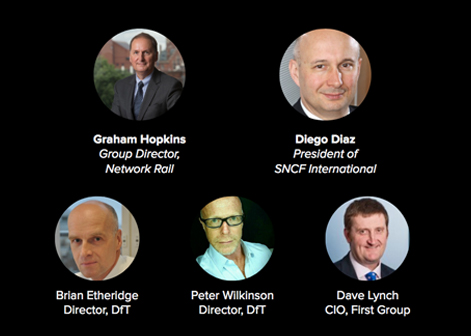 Graham Hopkins
Group Director,
Network Rail
Diego Diaz
President of
SNCF International
Brian Etheridge
Director, DfT
Peter Wilkinson
Director, DfT
Dave Lynch
CIO, First Group